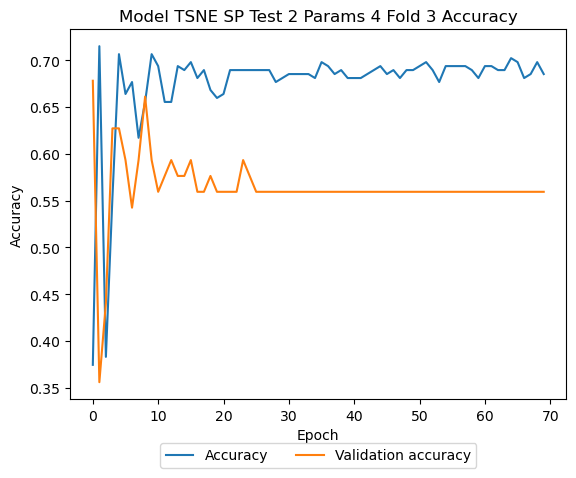 Model TSNE SP Test 2 Params 4 Fold 3 Accuracy
0.70
0.65
0.60
0.55
0.50
0.45
0.40
0.35
Accuracy
0 10 20 30 40 50 60 70
Epoch
Accuracy Validation accuracy